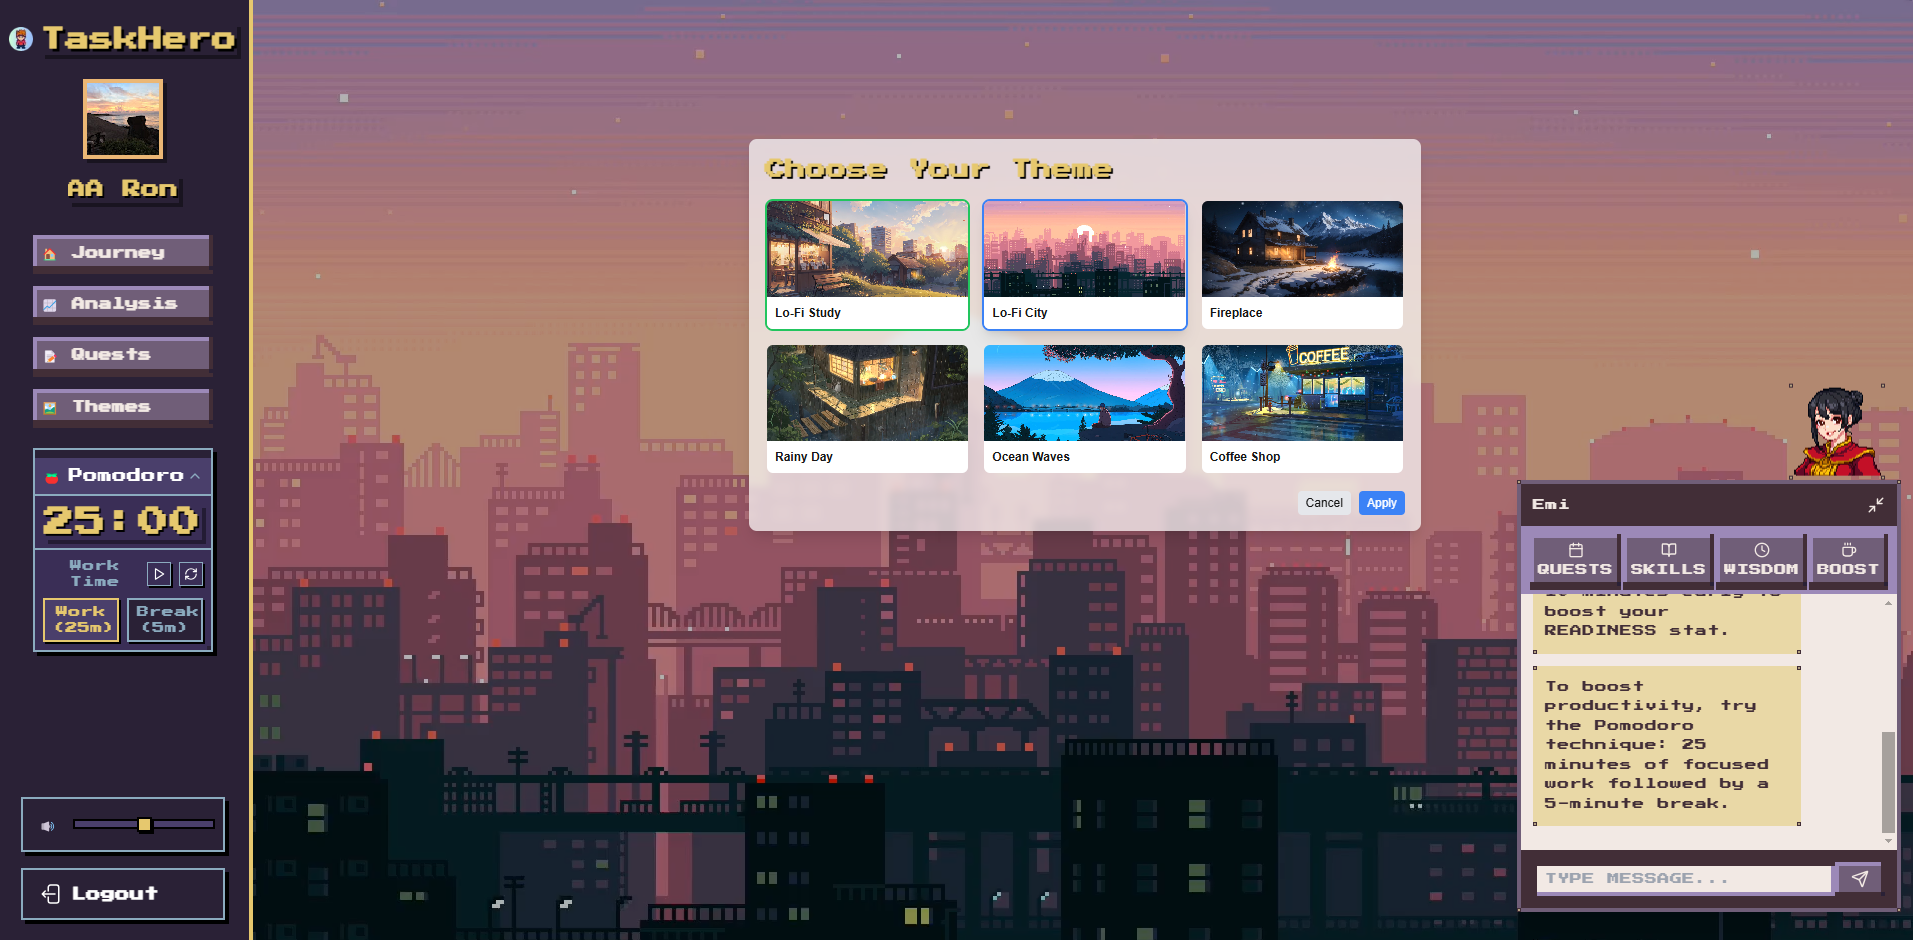 TaskHero
AA Ron
Journey
Analysis
Quests
Themes
Pomodoro
25:00
Work
Time
Work
(25m)
Break
(5m)
Logout
Choose Your Theme
Lo-Fi Study
Lo-Fi City
Fireplace
COFFEE
Rainy Day
Ocean Waves
Coffee Shop
Cancel
Apply
Emi
QUESTS
SKILLS
WISDOM
BOOST
minutes early to
boost your
READINESS stat.
To boost
productivity, try
the Pomodoro
technique: 25
minutes of focused
work followed by a
5-minute break.
TYPE MESSAGE...